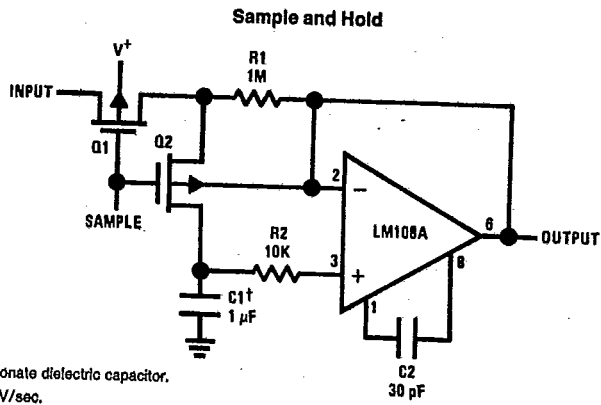 Sample and Hold
V+
R1
1M
INPUT
Q1
Q2
2
−
6
SAMPLE
R2
10K
LM108A
OUTPUT
3
+
8
C1†
1 μF
1
C2
30 pF
onate dielectric capacitor.
V/sec.